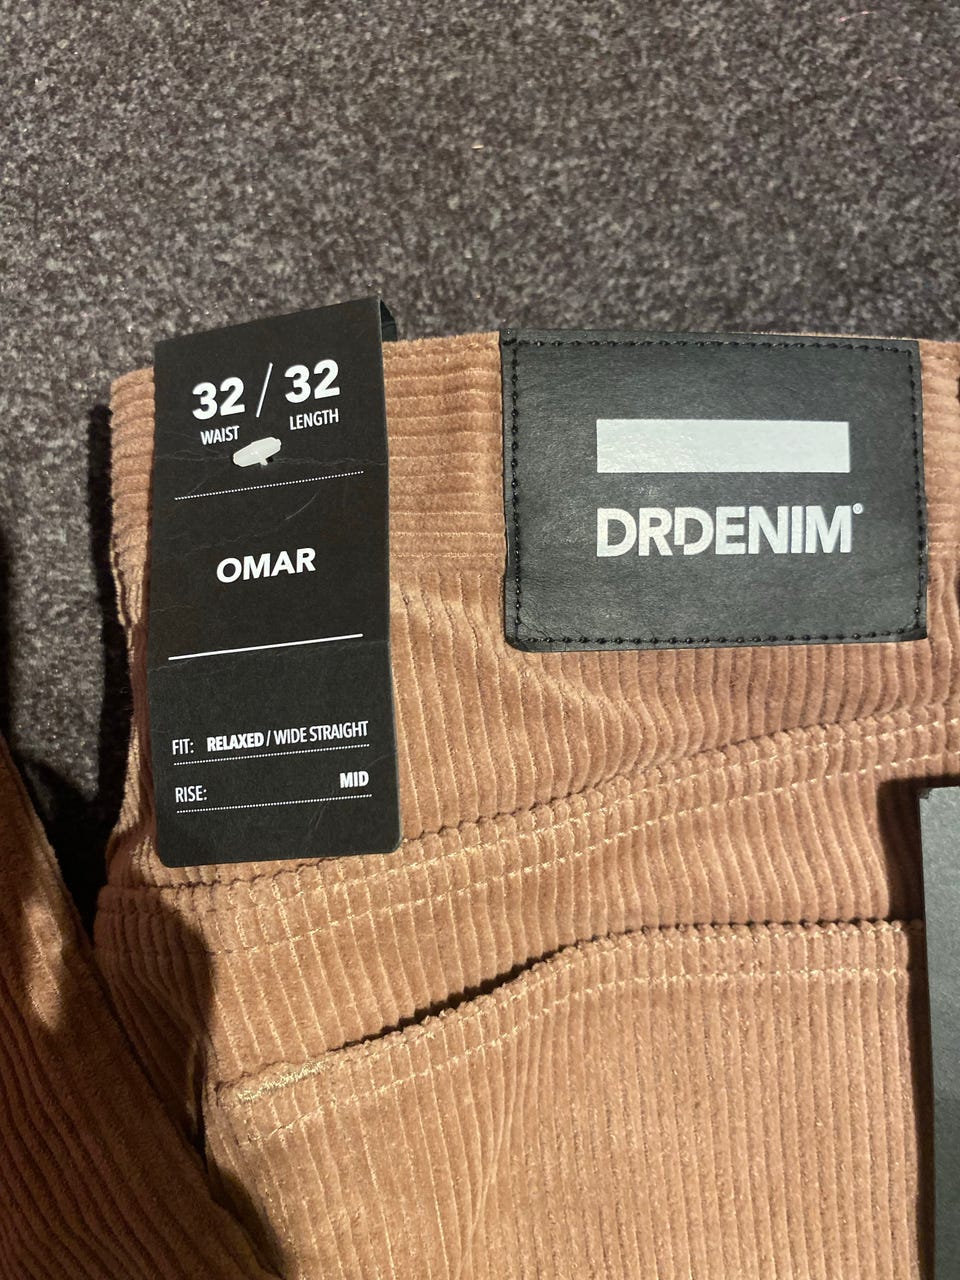 32 / 32
WAIST LENGTH
OMAR
FIT: RELAXED / WIDE STRAIGHT
RISE: MID
DRDENIM®